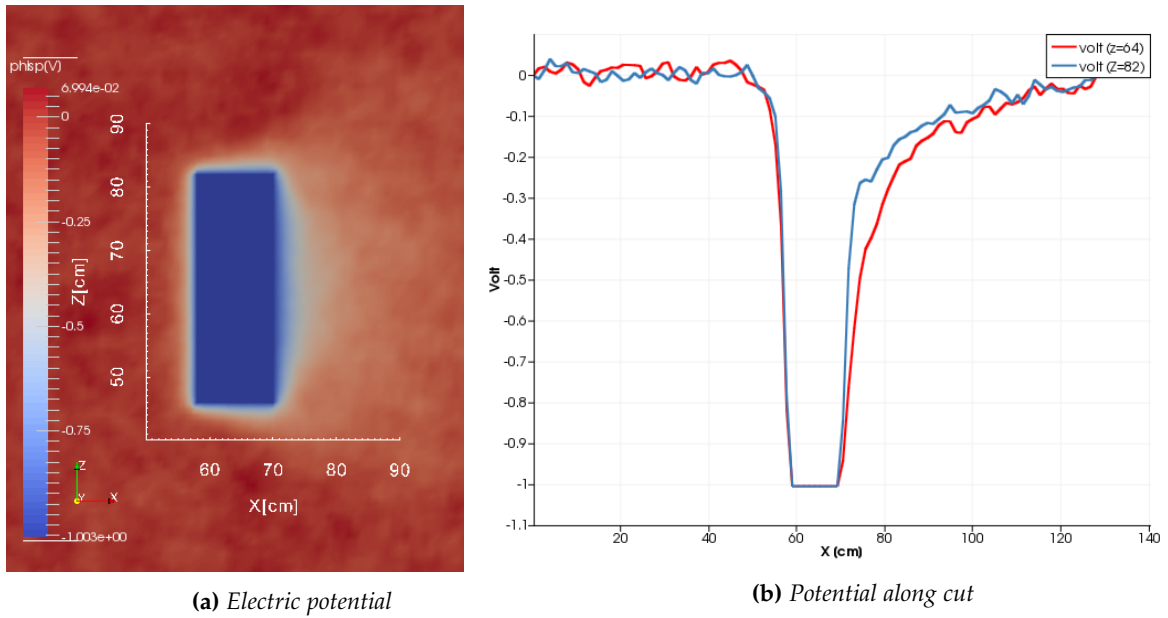 phisp(V)
6.994e-02
0
-0.25
-0.5
-0.75
-1.003e+00
Z[cm]
90
80
70
60
50
60 70 80 90
X[cm]
Z
Y X
(a) Electric potential
volt (z=64)
volt (Z=82)
0
-0.1
-0.2
-0.3
-0.4
-0.5
-0.6
-0.7
-0.8
-0.9
-1
-1.1
Volt
20 40 60 80 100 120 140
X (cm)
(b) Potential along cut